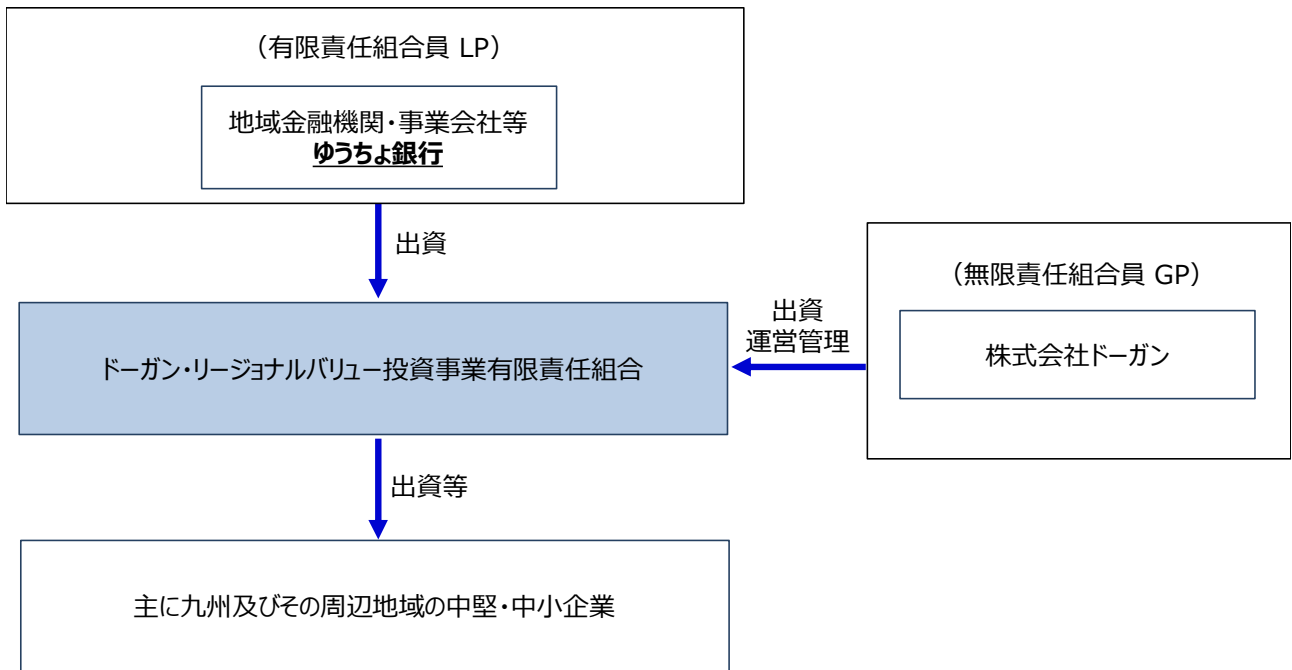 （有限責任組合員 LP）
地域金融機関・事業会社等
ゆうちょ銀行
出資
（無限責任組合員 GP）
出資
運営管理
株式会社ドーガン
ドーガン・リージョナルバリュー投資事業有限責任組合
出資等
主に九州及びその周辺地域の中堅・中小企業